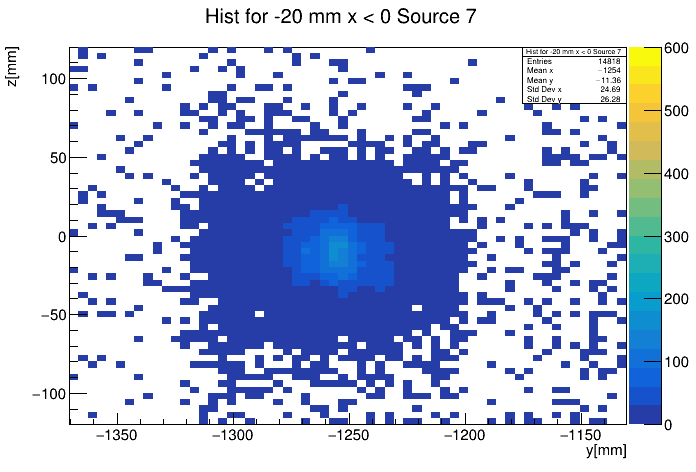 Hist for -20 mm x < 0 Source 7
Hist for -20 mm x < 0 Source 7
Entries 14818
Mean x −1254
Mean y −11.36
Std Dev x 24.69
Std Dev y 26.28
z[mm]
100
50
0
−50
−100
−1350 −1300 −1250 −1200 −1150
y[mm]
600
500
400
300
200
100
0